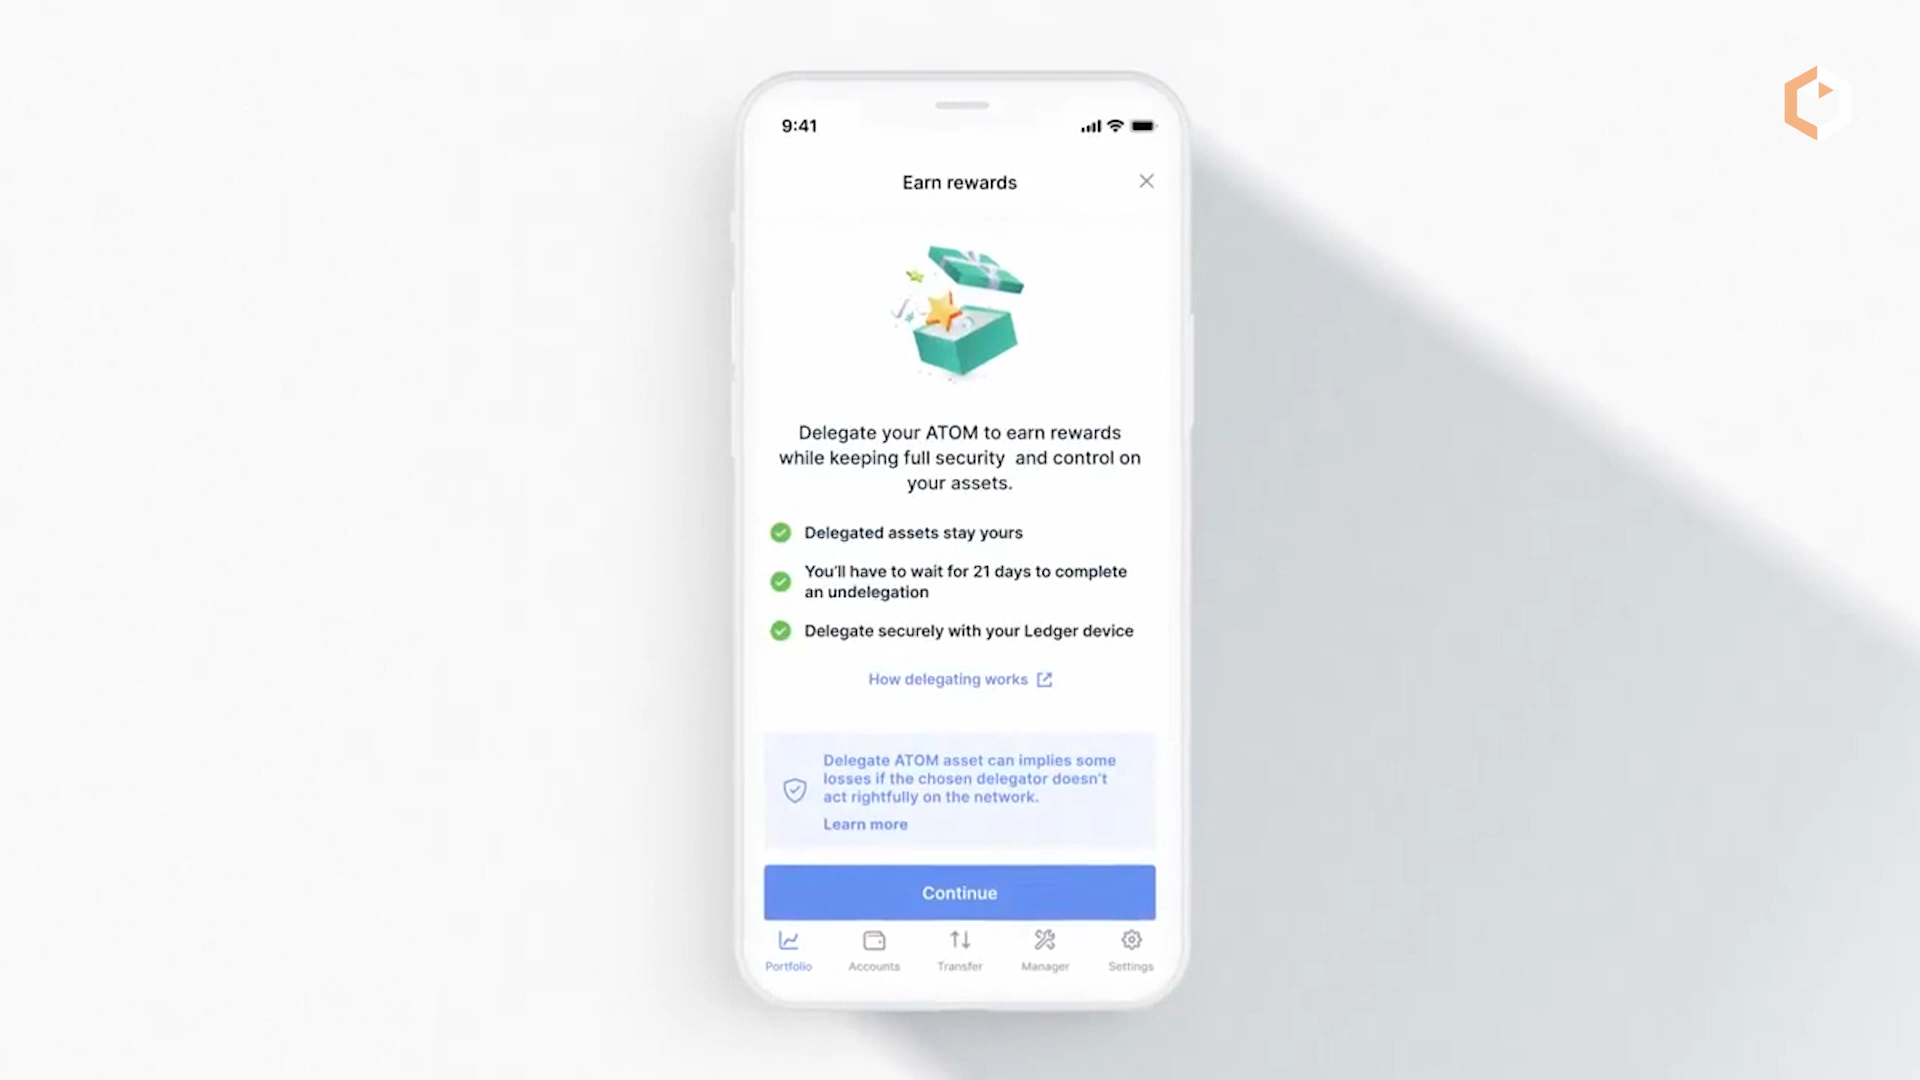 9:41
Earn rewards
Delegate your ATOM to earn rewards
while keeping full security and control on
your assets.
Delegated assets stay yours
You'll have to wait for 21 days to complete
an undelegation
Delegate securely with your Ledger device
How delegating works
Delegate ATOM asset can implies some
losses if the chosen delegator doesn't
act rightfully on the network.
Learn more
Continue
Portfolio Accounts Transfer Manager Settings